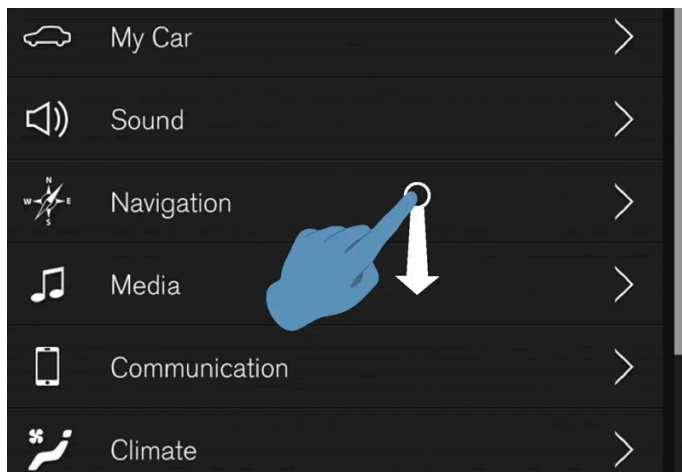 My Car
Sound
N
W E
S
Navigation
Media
Communication
Climate